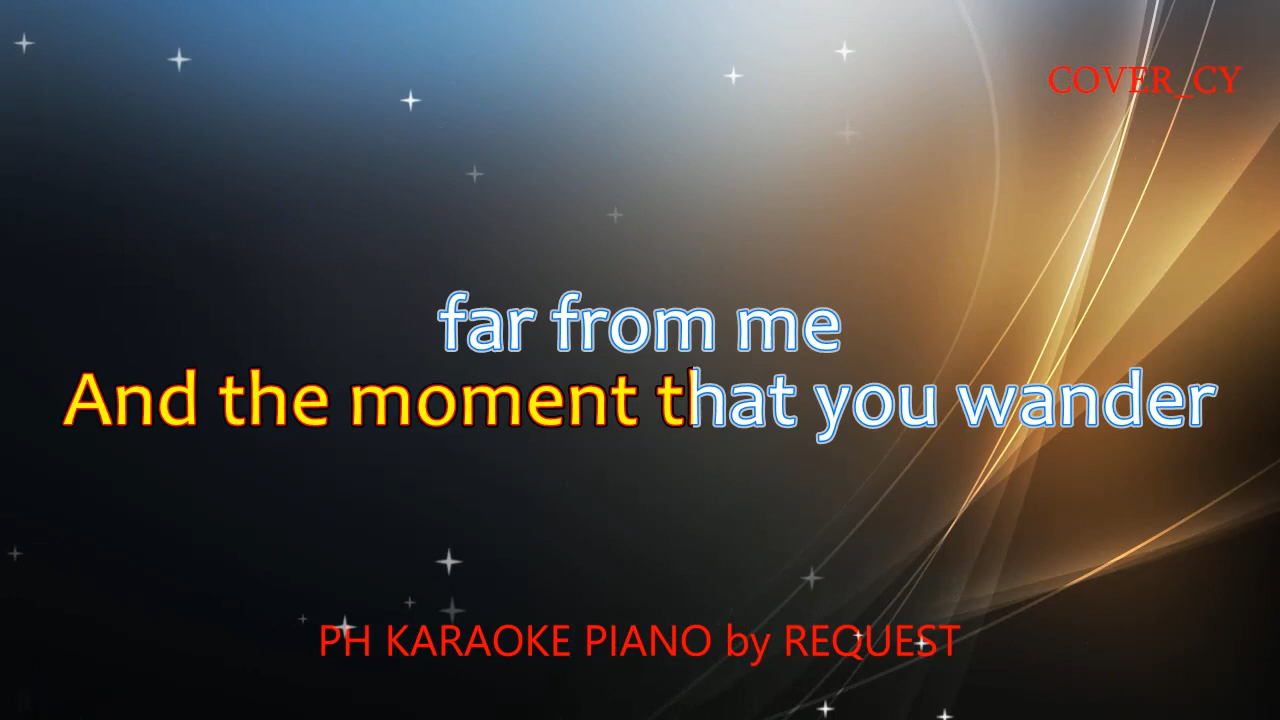 COVER_CY
far from me
And the moment that you wander
PH KARAOKE PIANO by REQUEST